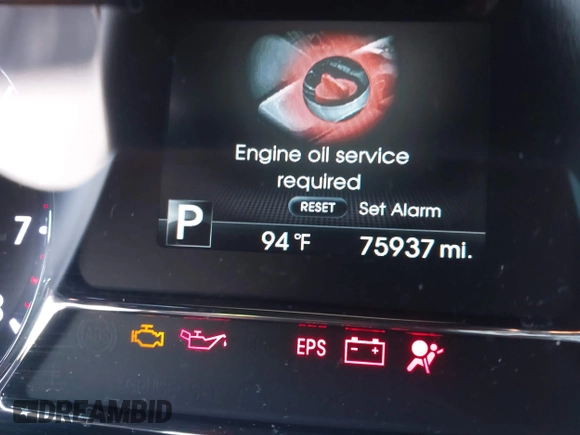 Engine oil service
required
RESET Set Alarm
P 94 °F 75937 mi.
7
EPS
DREAMBID